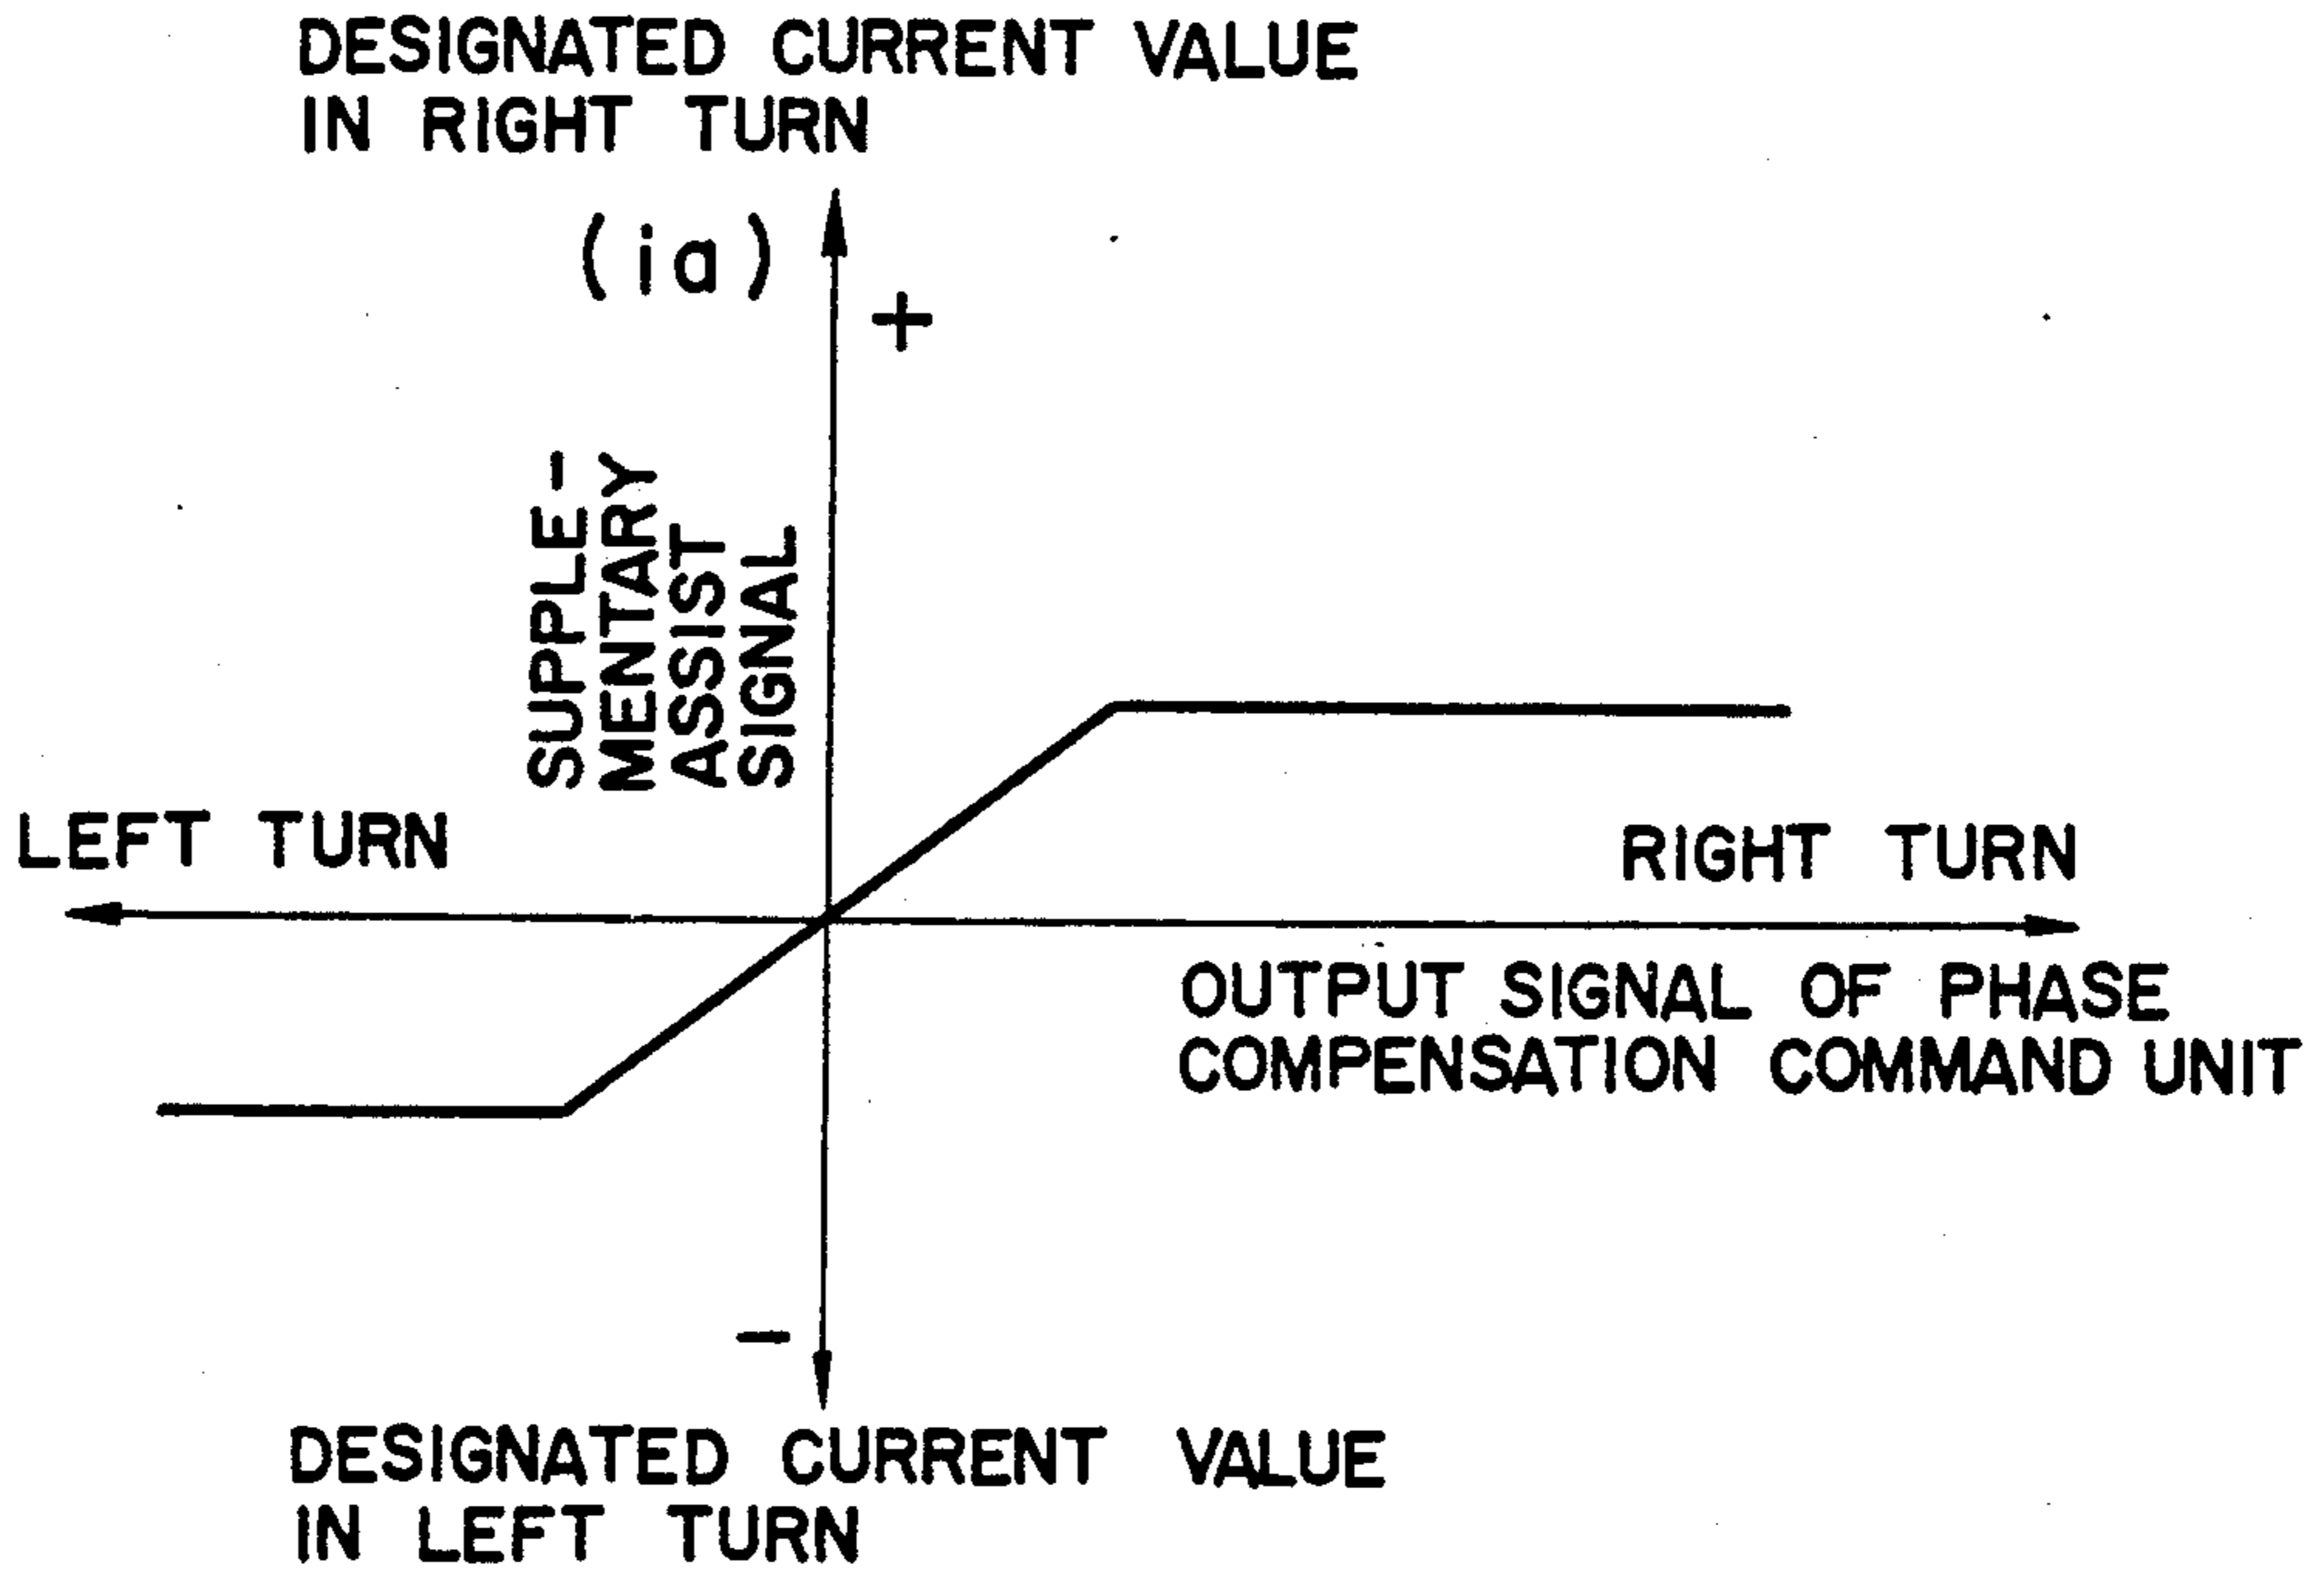 DESIGNATED CURRENT VALUE
IN RIGHT TURN
(ia)
+
SUPPLE-
MENTARY
ASSIST
SIGNAL
LEFT TURN
RIGHT TURN
OUTPUT SIGNAL OF PHASE
COMPENSATION COMMAND UNIT
-
DESIGNATED CURRENT VALUE
IN LEFT TURN